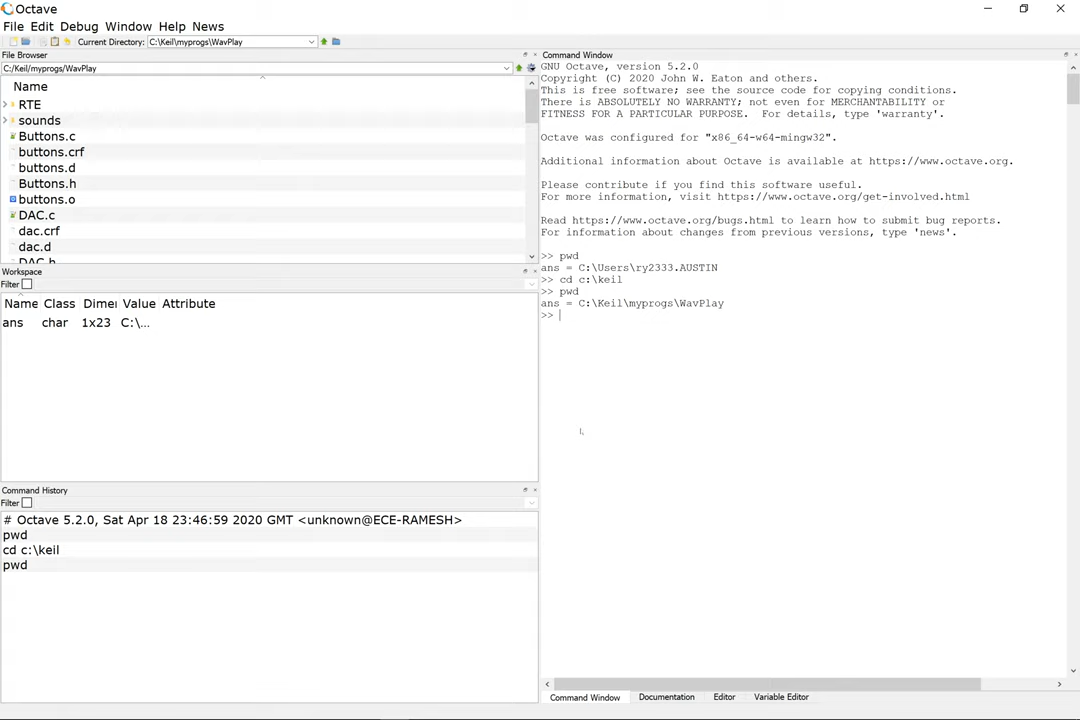 Octave
File Edit Debug Window Help News
Current Directory: C:\Keil\myprogs\WavPlay
File Browser
C:/Keil/myprogs/WavPlay
Name
RTE
sounds
Buttons.c
buttons.crf
buttons.d
Buttons.h
buttons.o
DAC.c
dac.crf
dac.d
DAC.h
Workspace
Filter
Name Class Dimei Value Attribute
ans char 1x23 C:\...
Command History
Filter
# Octave 5.2.0, Sat Apr 18 23:46:59 2020 GMT <unknown@ECE-RAMESH>
pwd
cd c:\keil
pwd
Command Window
GNU Octave, version 5.2.0
Copyright (C) 2020 John W. Eaton and others.
This is free software; see the source code for copying conditions.
There is ABSOLUTELY NO WARRANTY; not even for MERCHANTABILITY or
FITNESS FOR A PARTICULAR PURPOSE.  For details, type 'warranty'.
Octave was configured for "x86_64-w64-mingw32".
Additional information about Octave is available at https://www.octave.org.
Please contribute if you find this software useful.
For more information, visit https://www.octave.org/get-involved.html
Read https://www.octave.org/bugs.html to learn how to submit bug reports.
For information about changes from previous versions, type 'news'.
>> pwd
ans = C:\Users\ry2333.AUSTIN
>> cd c:\keil
>> pwd
ans = C:\Keil\myprogs\WavPlay
>>
Command Window Documentation Editor Variable Editor